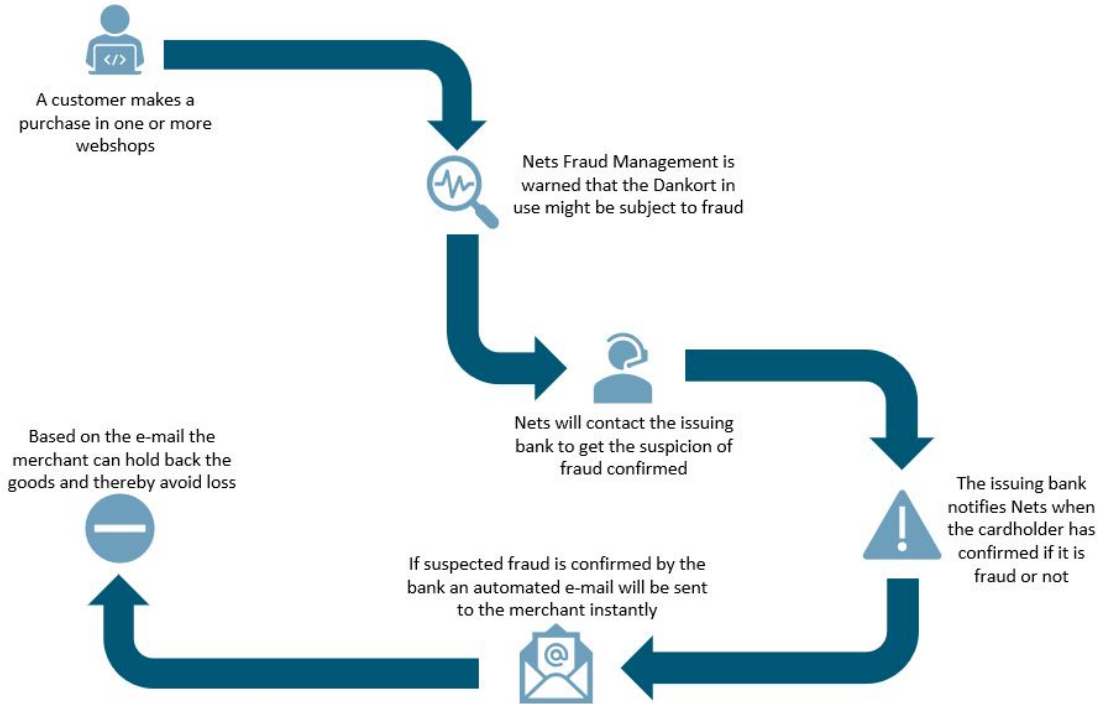 </>
A customer makes a
purchase in one or more
webshops
Nets Fraud Management is
warned that the Dankort in
use might be subject to fraud
Nets will contact the issuing
bank to get the suspicion of
fraud confirmed
The issuing bank
notifies Nets when
the cardholder has
confirmed if it is
fraud or not
If suspected fraud is confirmed by the
bank an automated e-mail will be sent
to the merchant instantly
@
Based on the e-mail the
merchant can hold back the
goods and thereby avoid loss